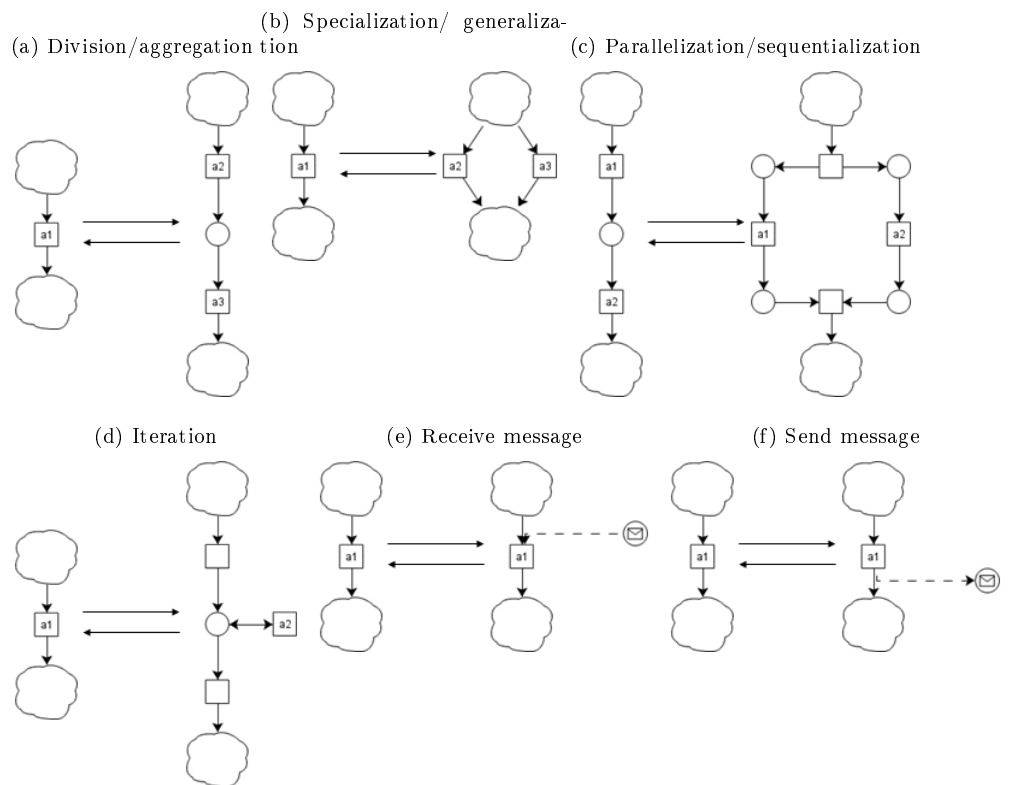 (b) Specialization/ generaliza-
(a) Division/aggregation tion
(c) Parallelization/sequentialization
a2
a1
a2
a3
a1
a1
a1
a2
a3
a2
(d) Iteration
(e) Receive message
(f) Send message
a1
a1
a1
a1
a1
a2